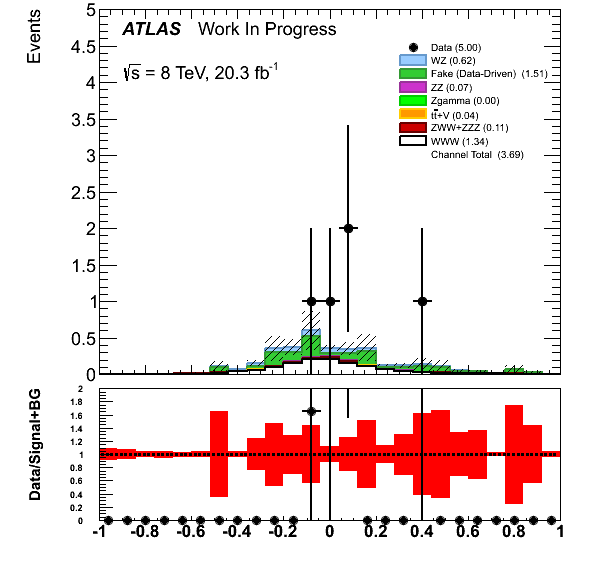 Events
ATLAS Work In Progress
√s = 8 TeV, 20.3 fb-1
Data (5.00)
WZ (0.62)
Fake (Data-Driven) (1.51)
ZZ (0.07)
Zgamma (0.00)
tt̄+V (0.04)
ZWW+ZZZ (0.11)
WWW (1.34)
Channel Total (3.69)
5
4.5
4
3.5
3
2.5
2
1.5
1
0.5
0
Data/Signal+BG
2
1.8
1.6
1.4
1.2
1
0.8
0.6
0.4
0.2
0
-1 -0.8 -0.6 -0.4 -0.2 0 0.2 0.4 0.6 0.8 1